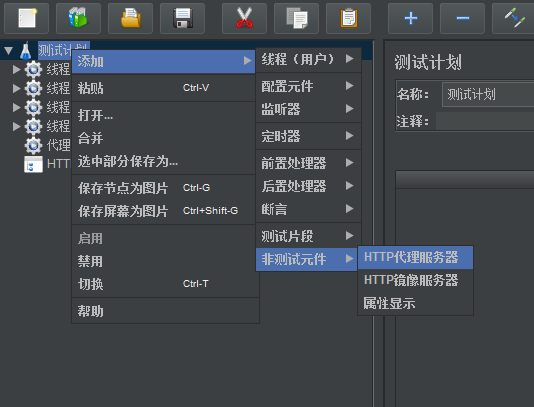 测试计划
线程
线程
线程
线程
代理
HTTP
添加
粘贴 Ctrl-V
打开...
合并
选中部分保存为...
保存节点为图片 Ctrl-G
保存屏幕为图片 Ctrl+Shift-G
启用
禁用
切换 Ctrl-T
帮助
线程（用户）
配置元件
监听器
定时器
前置处理器
后置处理器
断言
测试片段
非测试元件
HTTP代理服务器
HTTP镜像服务器
属性显示
测试计划
名称： 测试计划
注释：